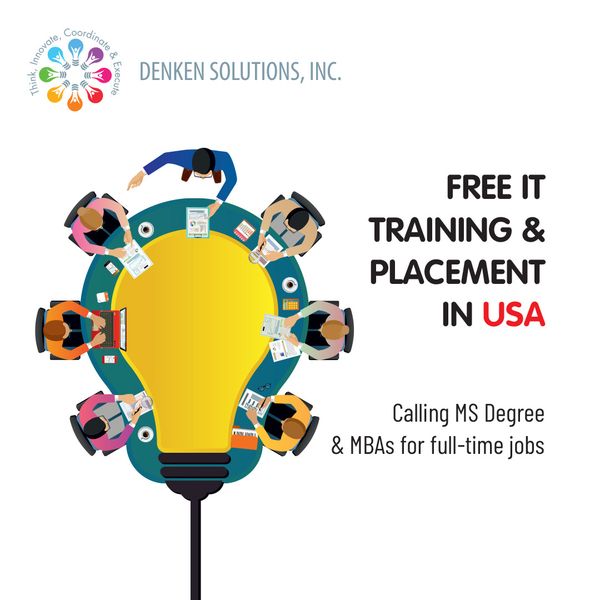 Think, Innovate, Coordinate & Execute
DENKEN SOLUTIONS, INC.
FREE IT
TRAINING &
PLACEMENT
IN USA
Calling MS Degree
& MBAs for full-time jobs